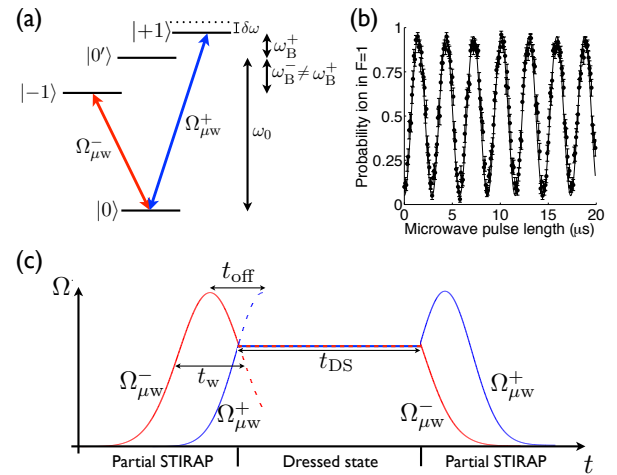 (a)
|+1⟩
δω
ω_B^+
|0′⟩
ω_B^-≠ω_B^+
|−1⟩
Ω_μw^-
Ω_μw^+
ω_0
|0⟩
(b)
Probability ion in F=1
1
0.75
0.5
0.25
0
0 5 10 15 20
Microwave pulse length (μs)
(c)
Ω
t_off
t_w
t_DS
Ω_μw^-
Ω_μw^+
Ω_μw^-
Ω_μw^+
Partial STIRAP Dressed state Partial STIRAP
t